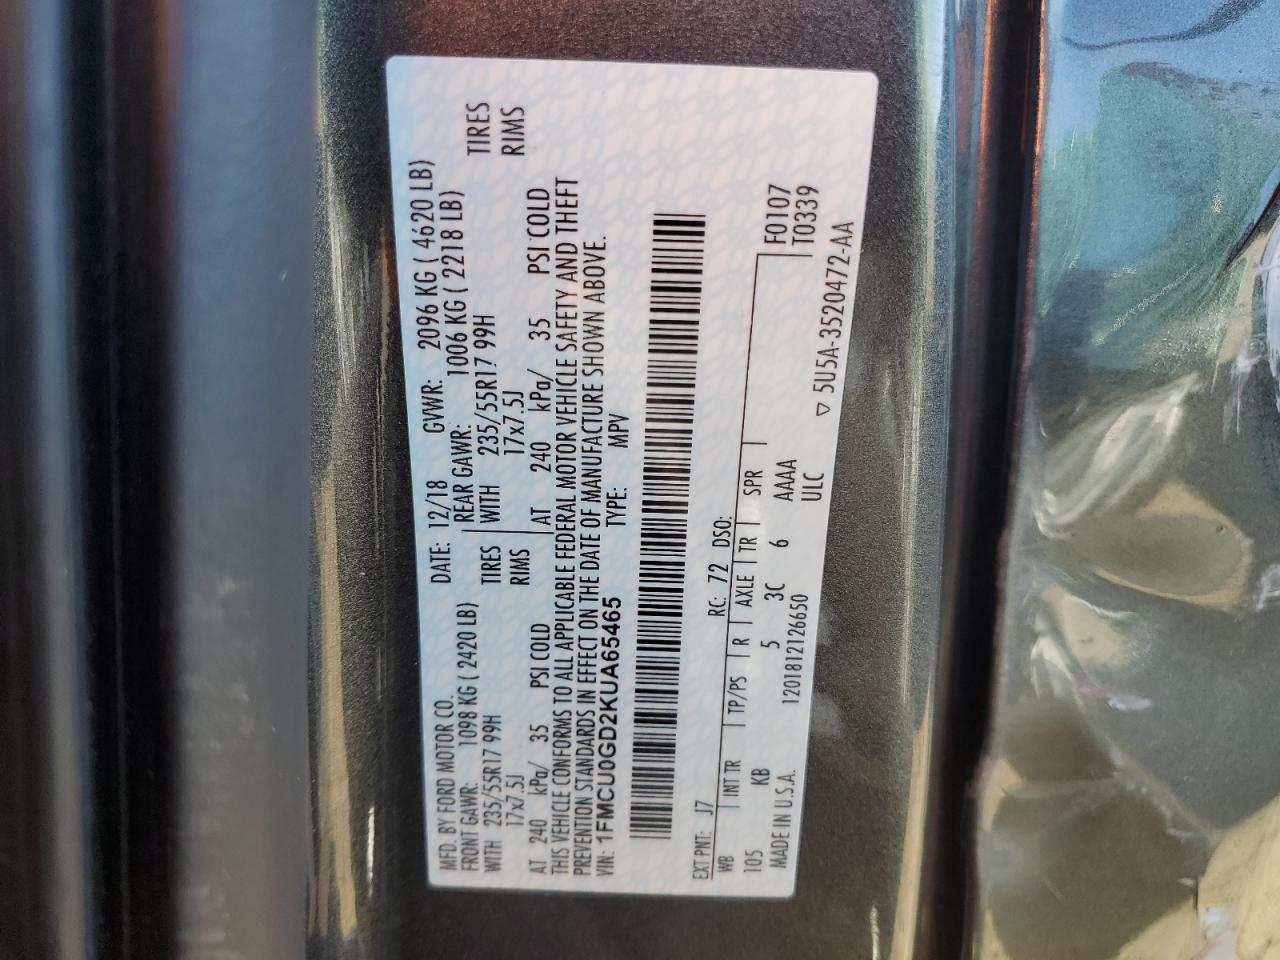 MFD. BY FORD MOTOR CO. DATE: 12/18 GVWR: 2096 KG ( 4620 LB)
FRONT GAWR: 1098 KG ( 2420 LB) REAR GAWR: 1006 KG ( 2218 LB)
WITH 235/55R17 99H TIRES WITH 235/55R17 99H TIRES
17x7.5J RIMS 17x7.5J RIMS
AT 240 kPa/ 35 PSI COLD AT 240 kPa/ 35 PSI COLD
THIS VEHICLE CONFORMS TO ALL APPLICABLE FEDERAL MOTOR VEHICLE SAFETY AND THEFT
PREVENTION STANDARDS IN EFFECT ON THE DATE OF MANUFACTURE SHOWN ABOVE.
VIN: 1FMCU0GD2KUA65465 TYPE: MPV
EXT PNT: J7 RC: 72 DSO:
WB INT TR TP/PS R AXLE TR SPR F0107
105 KB 5 3C 6 AAAA T0339
MADE IN U.S.A. 120181212​6650 ULC ▽ 5U5A-3520472-AA